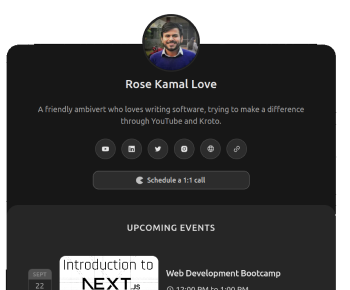 Rose Kamal Love
A friendly ambivert who loves writing software, trying to make a difference
through YouTube and Kroto.
Schedule a 1:1 call
UPCOMING EVENTS
SEPT
22
Introduction to
NEXT.JS
Web Development Bootcamp
12:00 PM to 1:00 PM